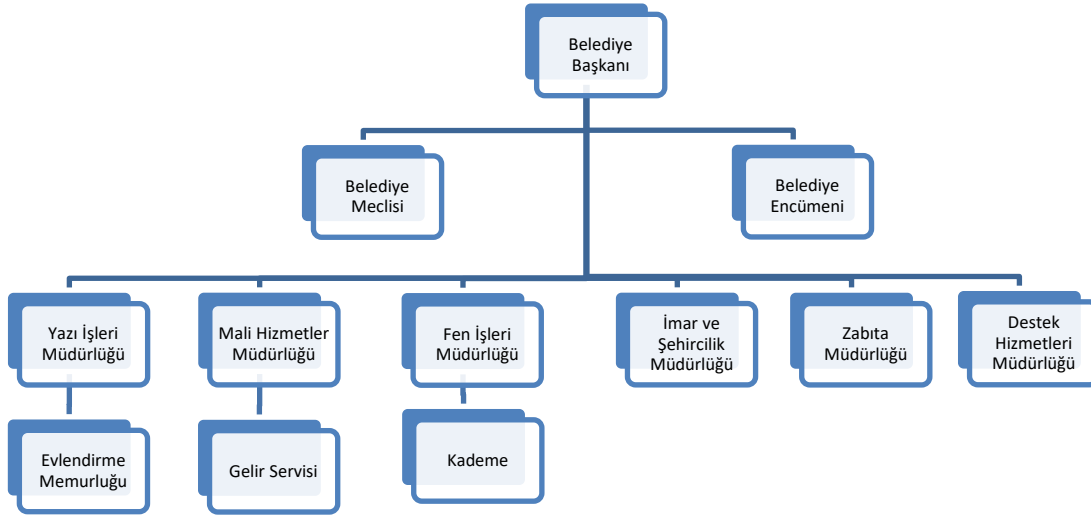 Belediye
Başkanı
Belediye
Meclisi
Belediye
Encümeni
Yazı İşleri
Müdürlüğü
Mali Hizmetler
Müdürlüğü
Fen İşleri
Müdürlüğü
İmar ve
Şehircilik
Müdürlüğü
Zabıta
Müdürlüğü
Destek
Hizmetleri
Müdürlüğü
Evlendirme
Memurluğu
Gelir Servisi
Kademe